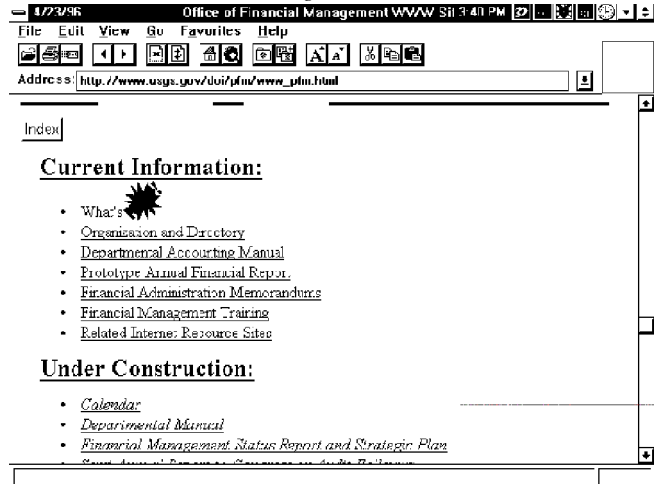 4/23/96 Office of Financial Management WWW Sit 3:40 PM
File Edit View Go Favorites Help
Address: http://www.usgs.gov/doi/pfm/www_pfm.html
Index
Current Information:
• What's
• Organization and Directory
• Departmental Accounting Manual
• Prototype Annual Financial Report
• Financial Administration Memorandums
• Financial Management Training
• Related Internet Resource Sites
Under Construction:
• Calendar
• Departmental Manual
• Financial Management Status Report and Strategic Plan